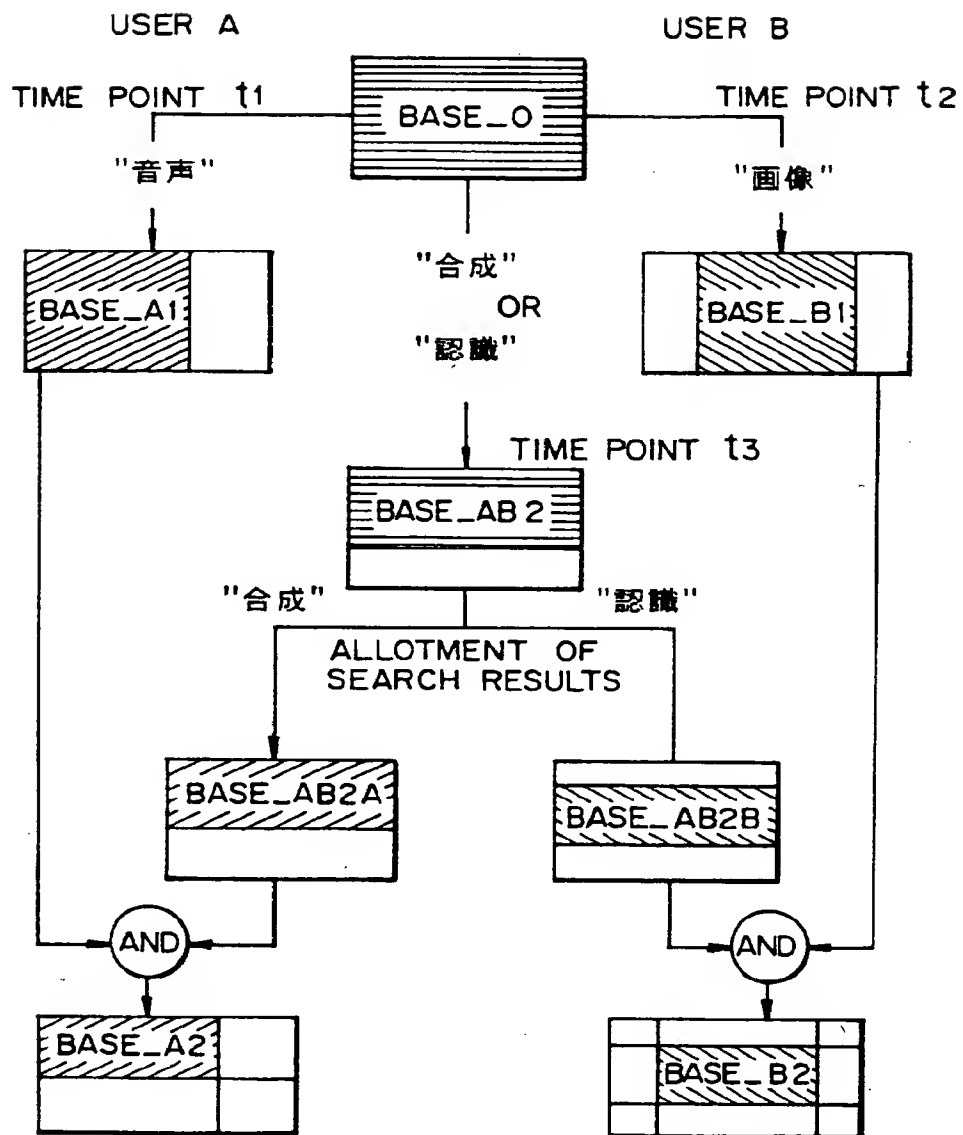 USER A
USER B
TIME POINT t1
BASE_0
TIME POINT t2
"音声"
"画像"
"合成"
OR
"認識"
BASE_A1
BASE_B1
TIME POINT t3
BASE_AB2
"合成"
"認識"
ALLOTMENT OF
SEARCH RESULTS
BASE_AB2A
BASE_AB2B
AND
AND
BASE_A2
BASE_B2